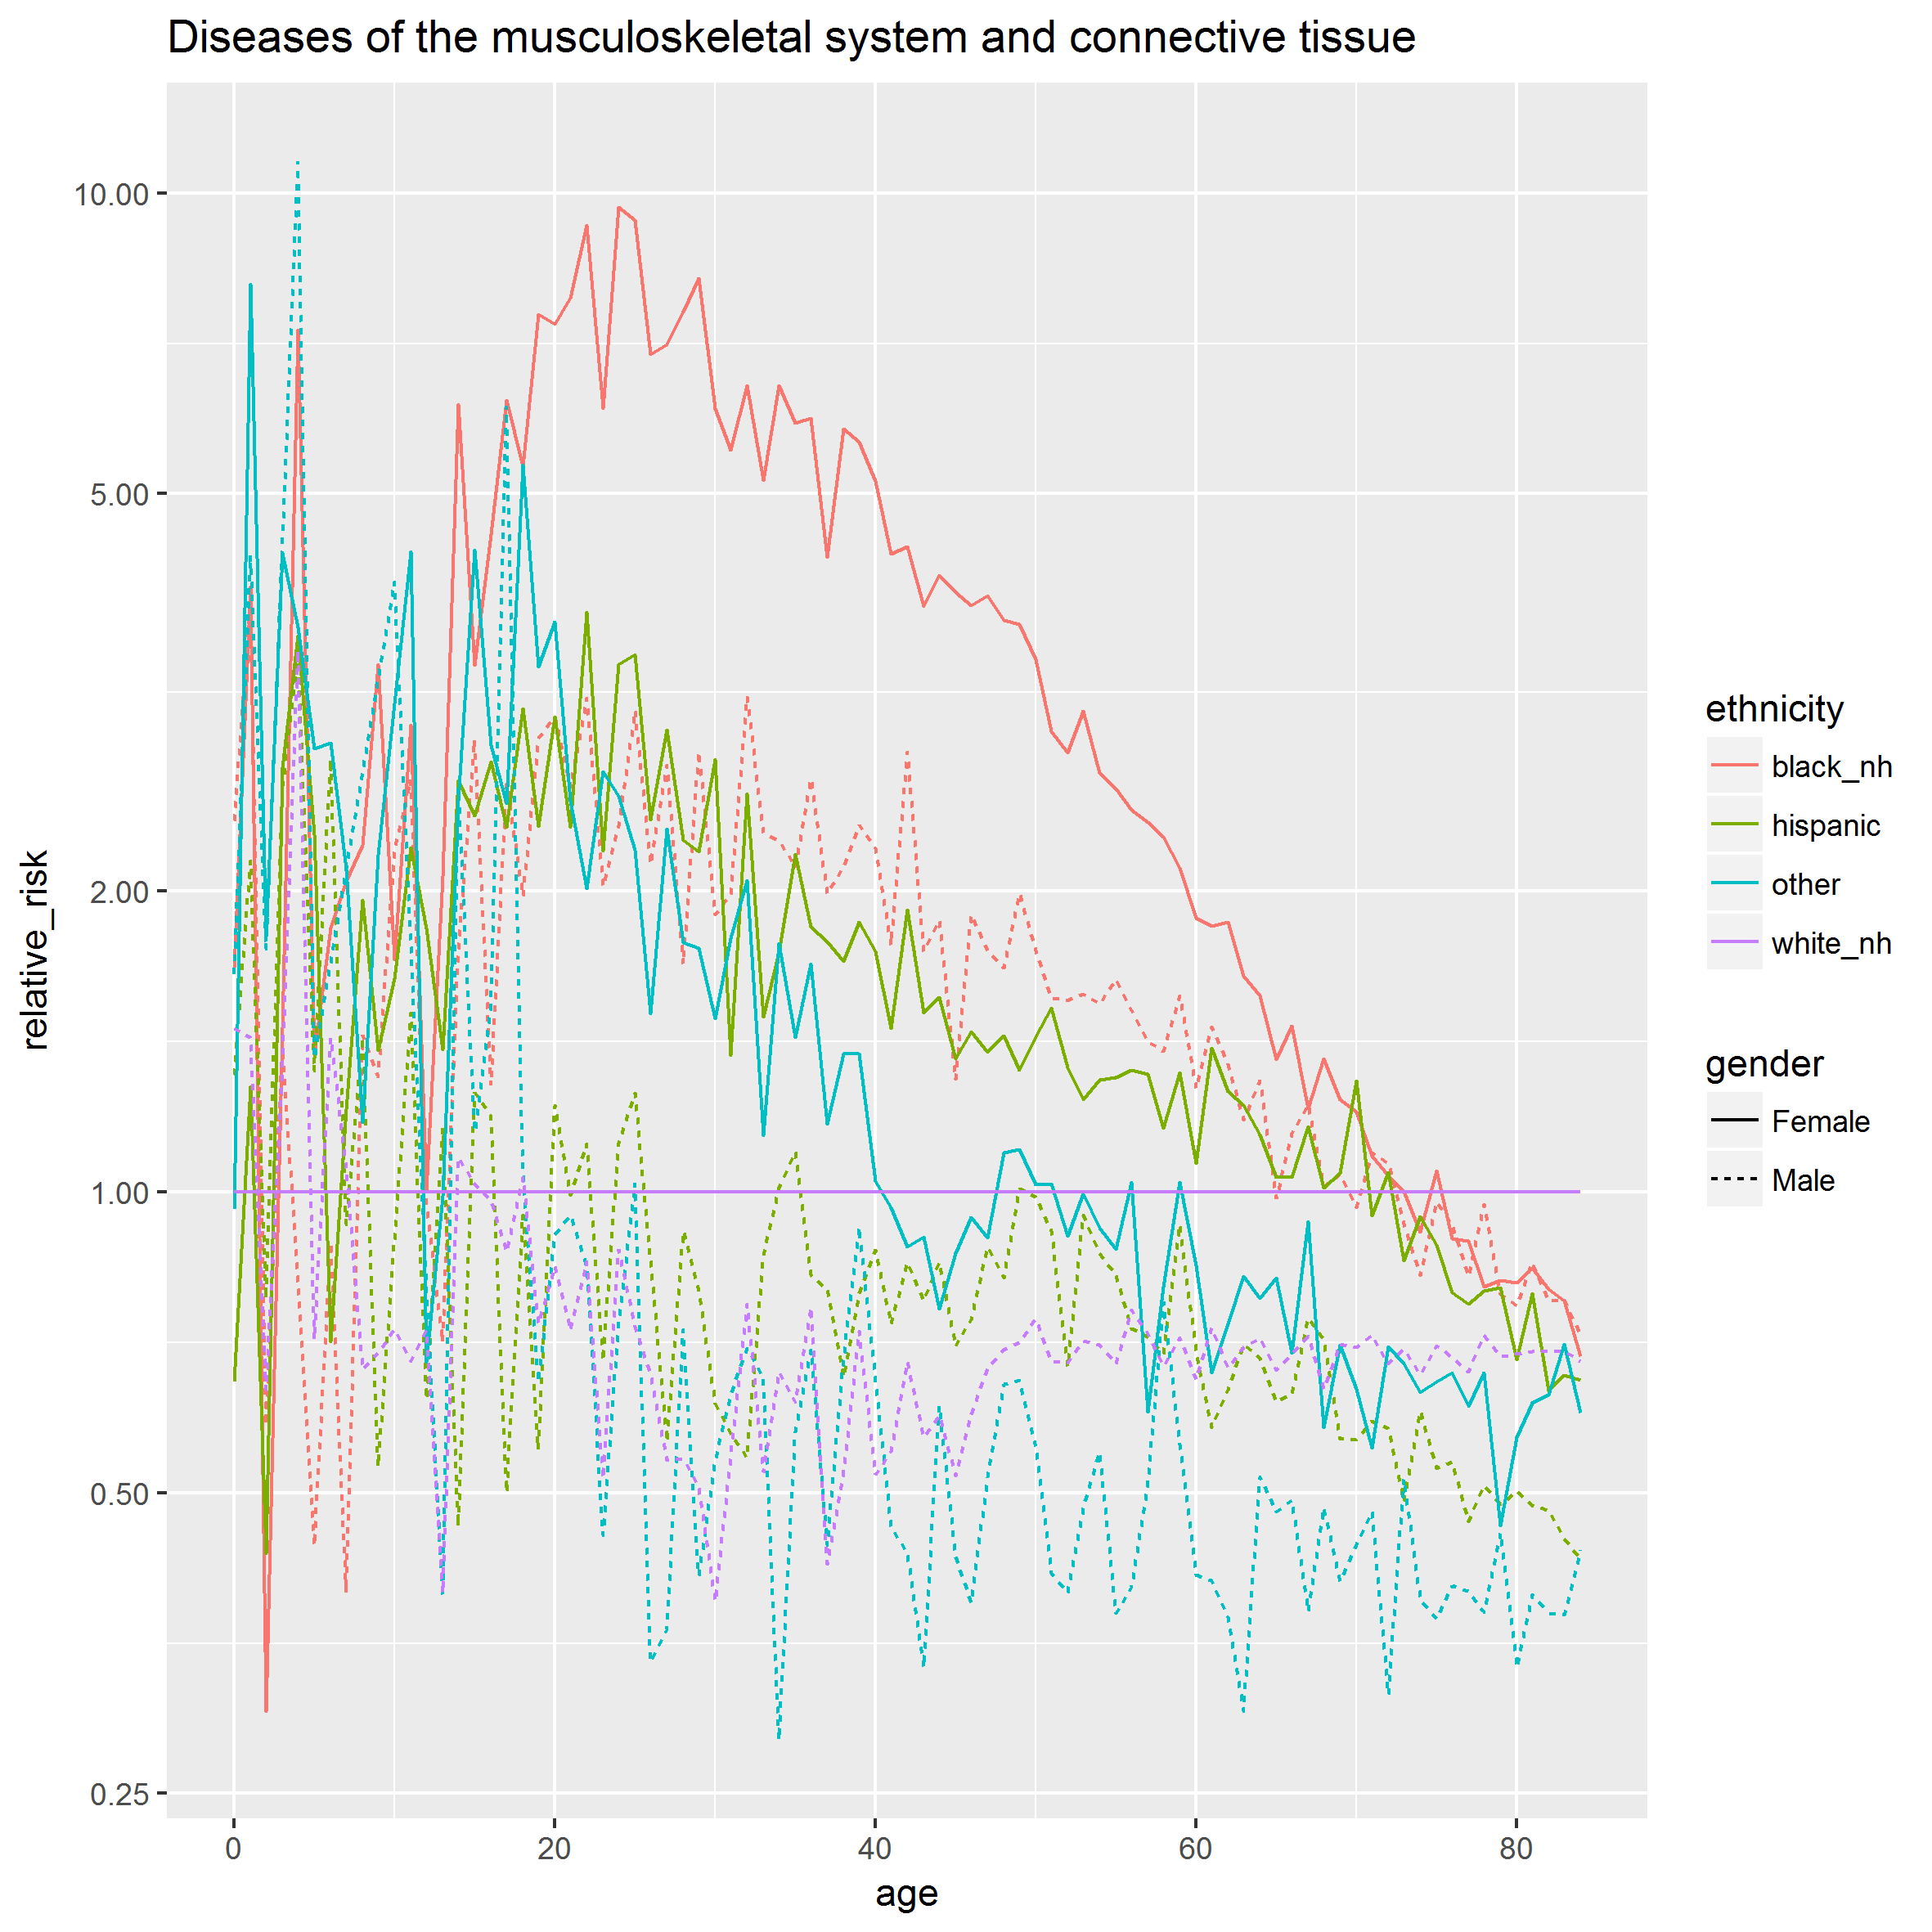 Diseases of the musculoskeletal system and connective tissue
10.00
5.00
2.00
1.00
0.50
0.25
relative_risk
0
20
40
60
80
age
ethnicity
black_nh
hispanic
other
white_nh
gender
Female
Male